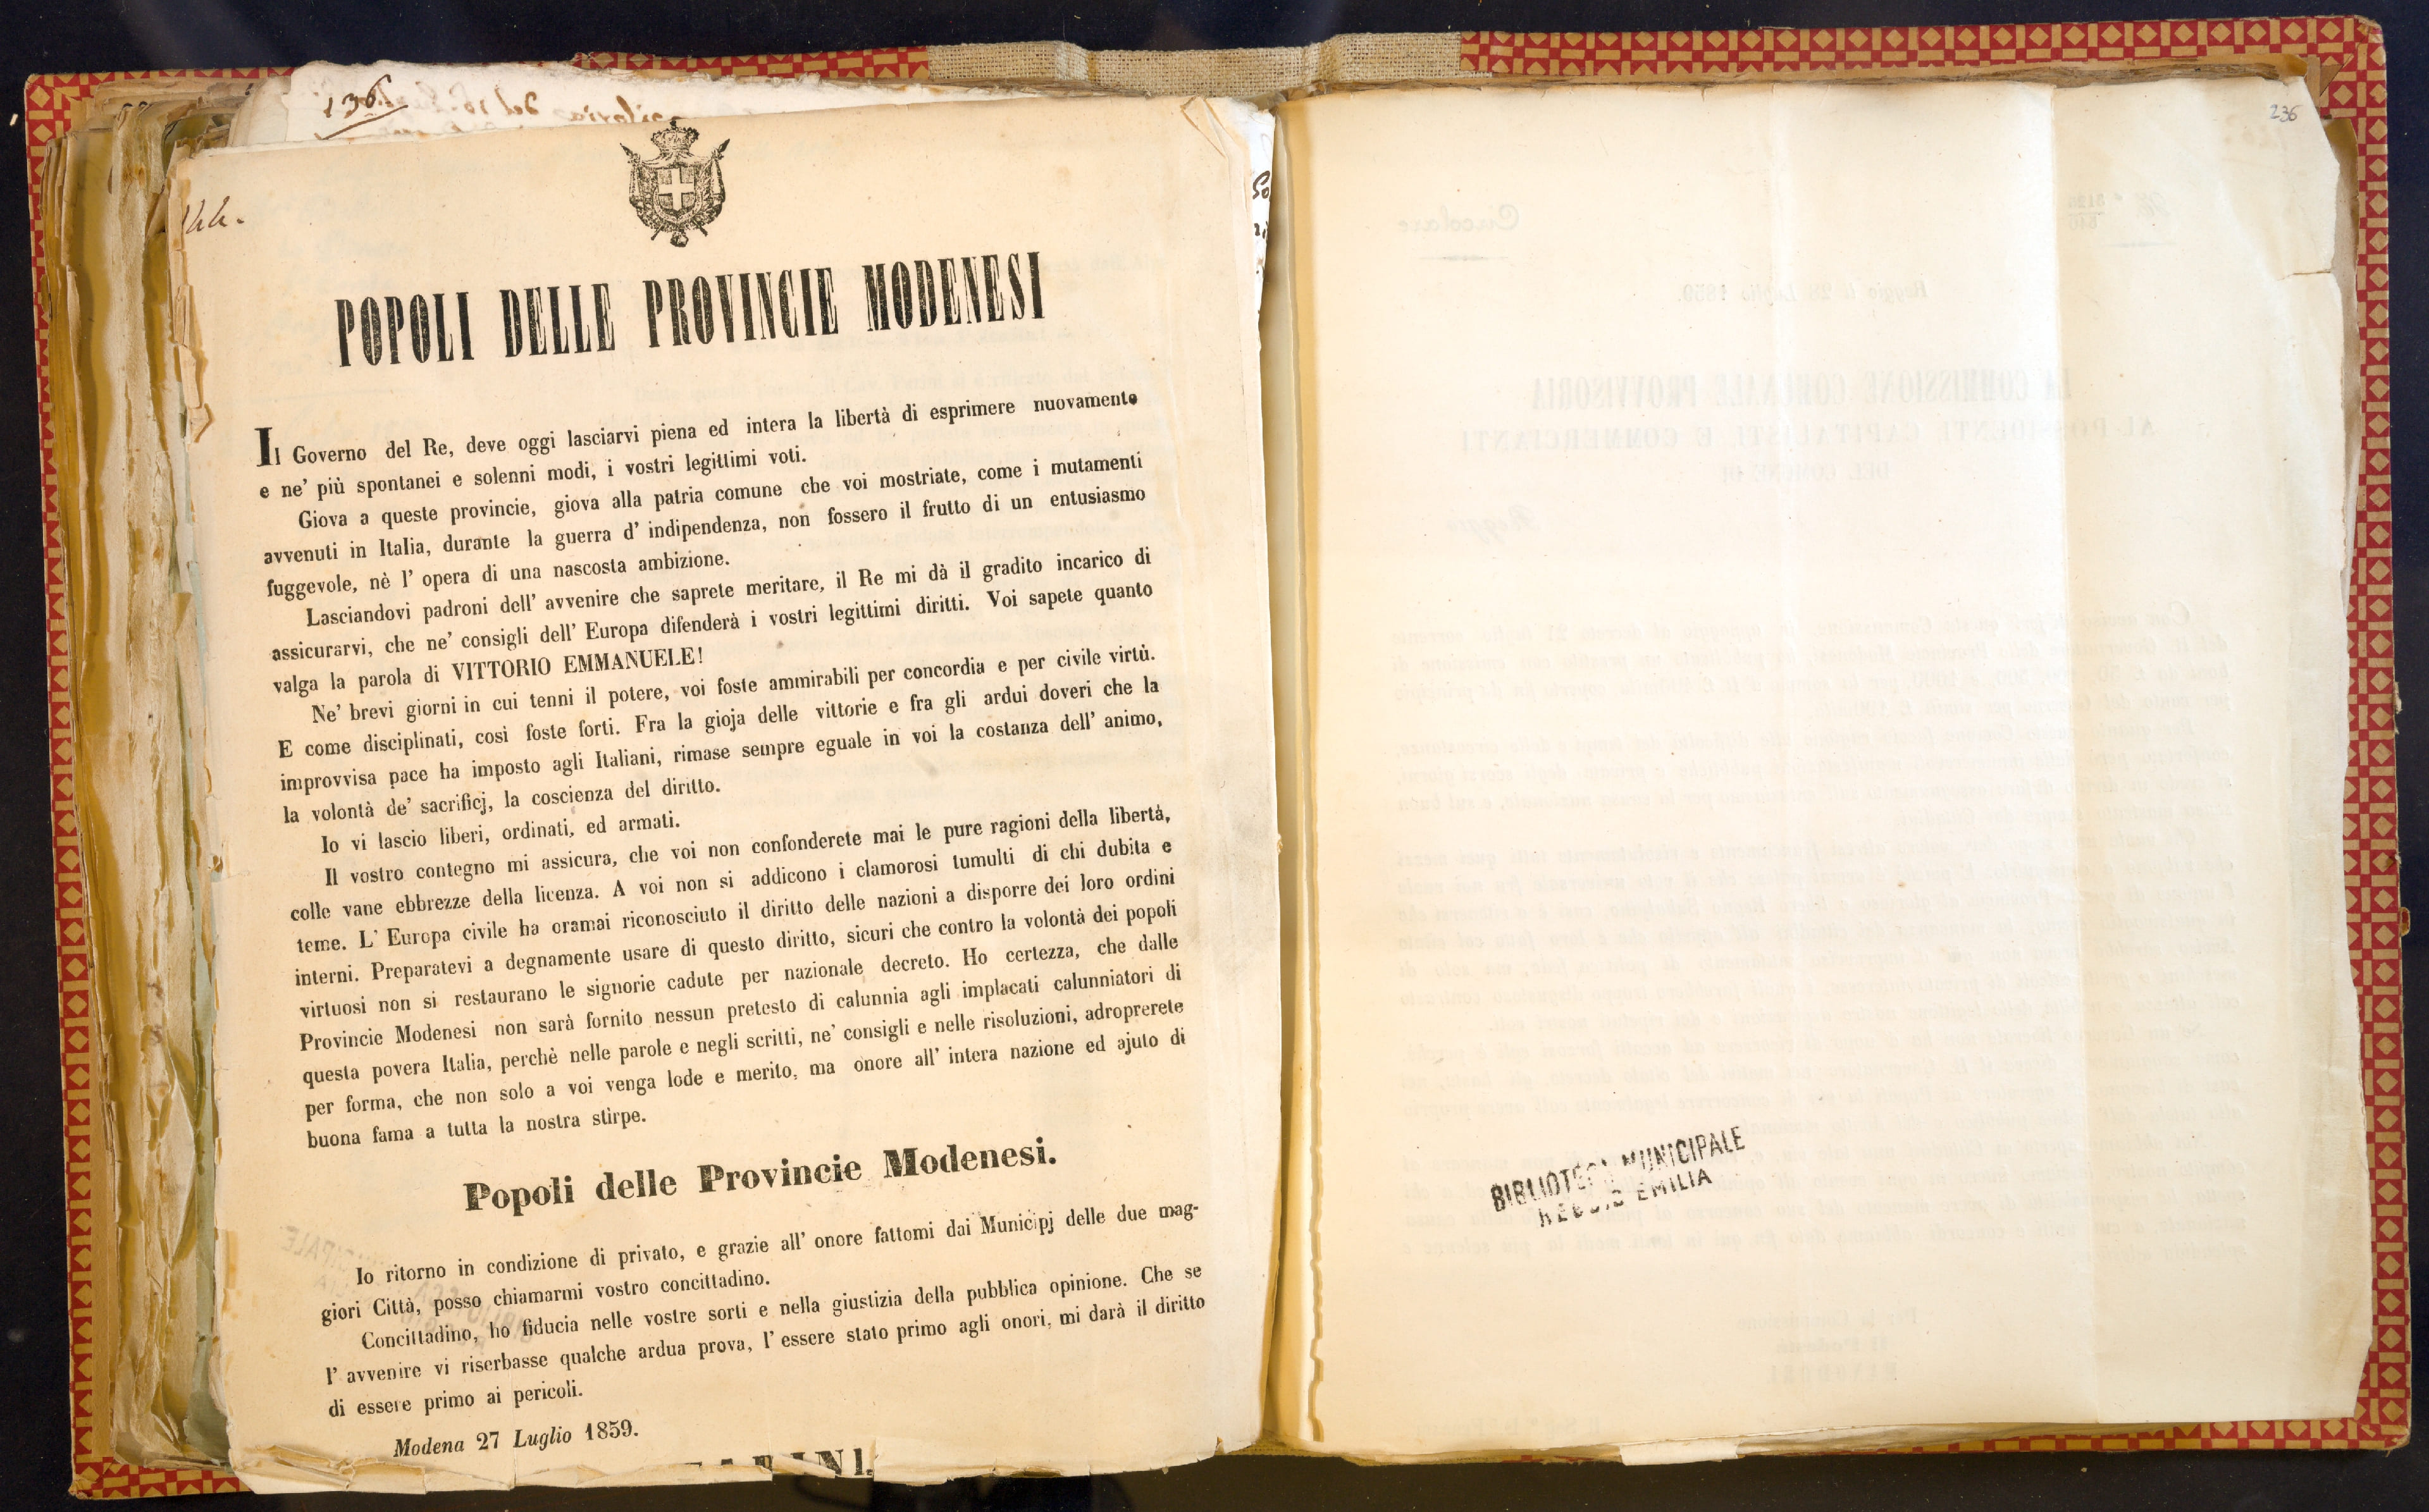 136
POPOLI DELLE PROVINCIE MODENESI
Il Governo del Re, deve oggi lasciarvi piena ed intera la libertà di esprimere nuovamente
e ne' più spontanei e solenni modi, i vostri legittimi voti.
Giova a queste provincie, giova alla patria comune che voi mostriate, come i mutamenti
avvenuti in Italia, durante la guerra d' indipendenza, non fossero il frutto di un entusiasmo
fuggevole, nè l' opera di una nascosta ambizione.
Lasciandovi padroni dell' avvenire che saprete meritare, il Re mi dà il gradito incarico di
assicurarvi, che ne' consigli dell' Europa difenderà i vostri legittimi diritti. Voi sapete quanto
valga la parola di VITTORIO EMMANUELE!
Ne' brevi giorni in cui tenni il potere, voi foste ammirabili per concordia e per civile virtù.
E come disciplinati, così foste forti. Fra la gioja delle vittorie e fra gli ardui doveri che la
improvvisa pace ha imposto agli Italiani, rimase sempre eguale in voi la costanza dell' animo,
la volontà de' sacrificj, la coscienza del diritto.
Io vi lascio liberi, ordinati, ed armati.
Il vostro contegno mi assicura, che voi non confonderete mai le pure ragioni della libertà,
colle vane ebbrezze della licenza. A voi non si addicono i clamorosi tumulti di chi dubita e
teme. L' Europa civile ha oramai riconosciuto il diritto delle nazioni a disporre dei loro ordini
interni. Preparatevi a degnamente usare di questo diritto, sicuri che contro la volontà dei popoli
virtuosi non si restaurano le signorie cadute per nazionale decreto. Ho certezza, che dalle
Provincie Modenesi non sarà fornito nessun pretesto di calunnia agli implacati calunniatori di
questa povera Italia, perchè nelle parole e negli scritti, ne' consigli e nelle risoluzioni, adroprerete
per forma, che non solo a voi venga lode e merito, ma onore all' intera nazione ed ajuto di
buona fama a tutta la nostra stirpe.
Popoli delle Provincie Modenesi.
Io ritorno in condizione di privato, e grazie all' onore fattomi dai Municipj delle due mag-
giori Città, posso chiamarmi vostro concittadino.
Concittadino, ho fiducia nelle vostre sorti e nella giustizia della pubblica opinione. Che se
l' avvenire vi riserbasse qualche ardua prova, l' essere stato primo agli onori, mi darà il diritto
di essere primo ai pericoli.
Modena 27 Luglio 1859.
236
BIBLIOTECA MUNICIPALE
REGGIO EMILIA